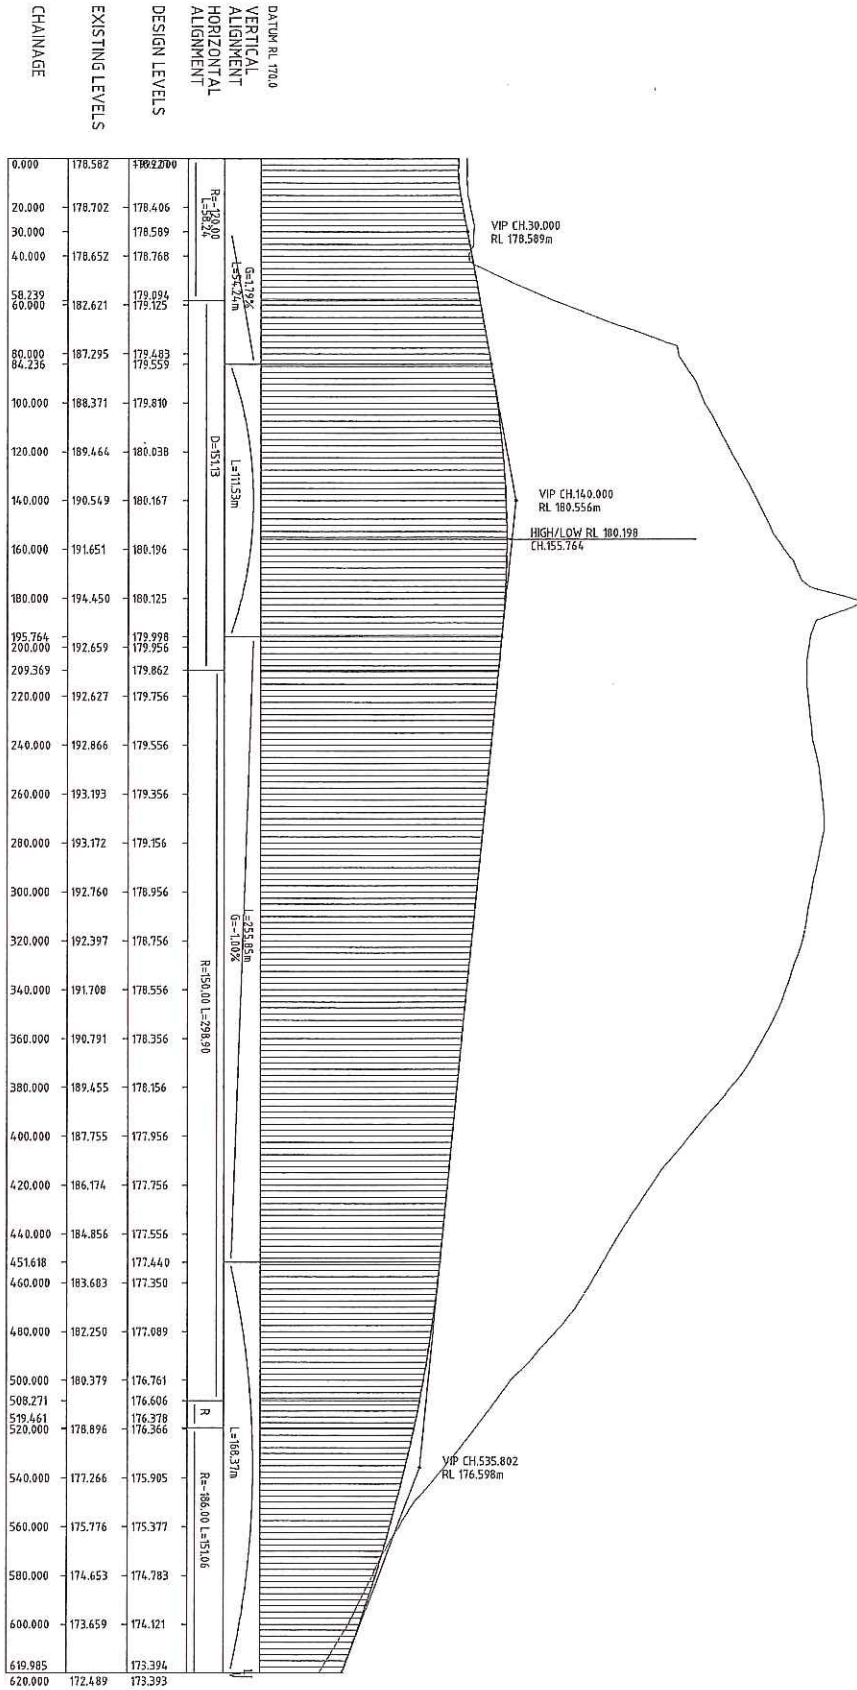 DATUM RL 170.0
VERTICAL
ALIGNMENT
HORIZONTAL
ALIGNMENT
DESIGN LEVELS
EXISTING LEVELS
CHAINAGE
0.000 178.582
20.000 178.702 178.406
30.000 178.589
40.000 178.652 178.768
58.239 179.094
60.000 182.621 179.125
80.000 187.295 179.483
84.236 179.559
100.000 188.371 179.810
120.000 189.464 180.038
140.000 190.549 180.167
160.000 191.651 180.196
180.000 194.450 180.125
195.764 179.998
200.000 192.659 179.956
209.369 179.862
220.000 192.627 179.756
240.000 192.866 179.556
260.000 193.193 179.356
280.000 193.172 179.156
300.000 192.760 178.956
320.000 192.397 178.756
340.000 191.708 178.556
360.000 190.791 178.356
380.000 189.455 178.156
400.000 187.755 177.956
420.000 186.174 177.756
440.000 184.856 177.556
451.618 177.440
460.000 183.683 177.350
480.000 182.250 177.089
500.000 180.379 176.761
508.271 176.606
519.461 176.378
520.000 178.896 176.366
540.000 177.266 175.905
560.000 175.776 175.377
580.000 174.653 174.783
600.000 173.659 174.121
619.985 173.394
620.000 172.489 173.393
R=-120.00
L=58.24
D=151.13
R=150.00 L=298.90
R
R=-186.00 L=151.06
G=1.79%
L=54.24m
L=111.53m
L=255.85m
G=-1.00%
L=168.37m
VIP CH.30.000
RL 178.589m
VIP CH.140.000
RL 180.556m
HIGH/LOW RL 180.198
CH.155.764
VIP CH.535.802
RL 176.598m